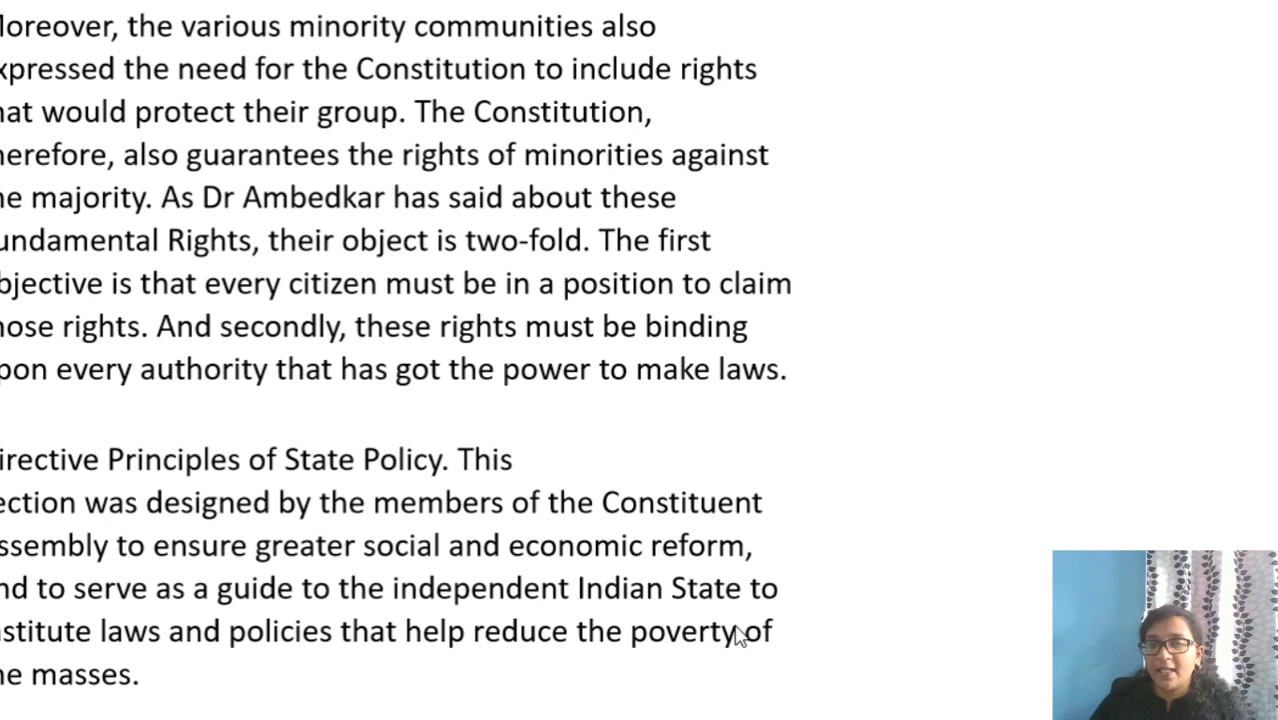 oreover, the various minority communities also
xpressed the need for the Constitution to include rights
hat would protect their group. The Constitution,
herefore, also guarantees the rights of minorities against
he majority. As Dr Ambedkar has said about these
undamental Rights, their object is two-fold. The first
bjective is that every citizen must be in a position to claim
hose rights. And secondly, these rights must be binding
pon every authority that has got the power to make laws.
irective Principles of State Policy. This
ection was designed by the members of the Constituent
ssembly to ensure greater social and economic reform,
nd to serve as a guide to the independent Indian State to
stitute laws and policies that help reduce the poverty of
he masses.